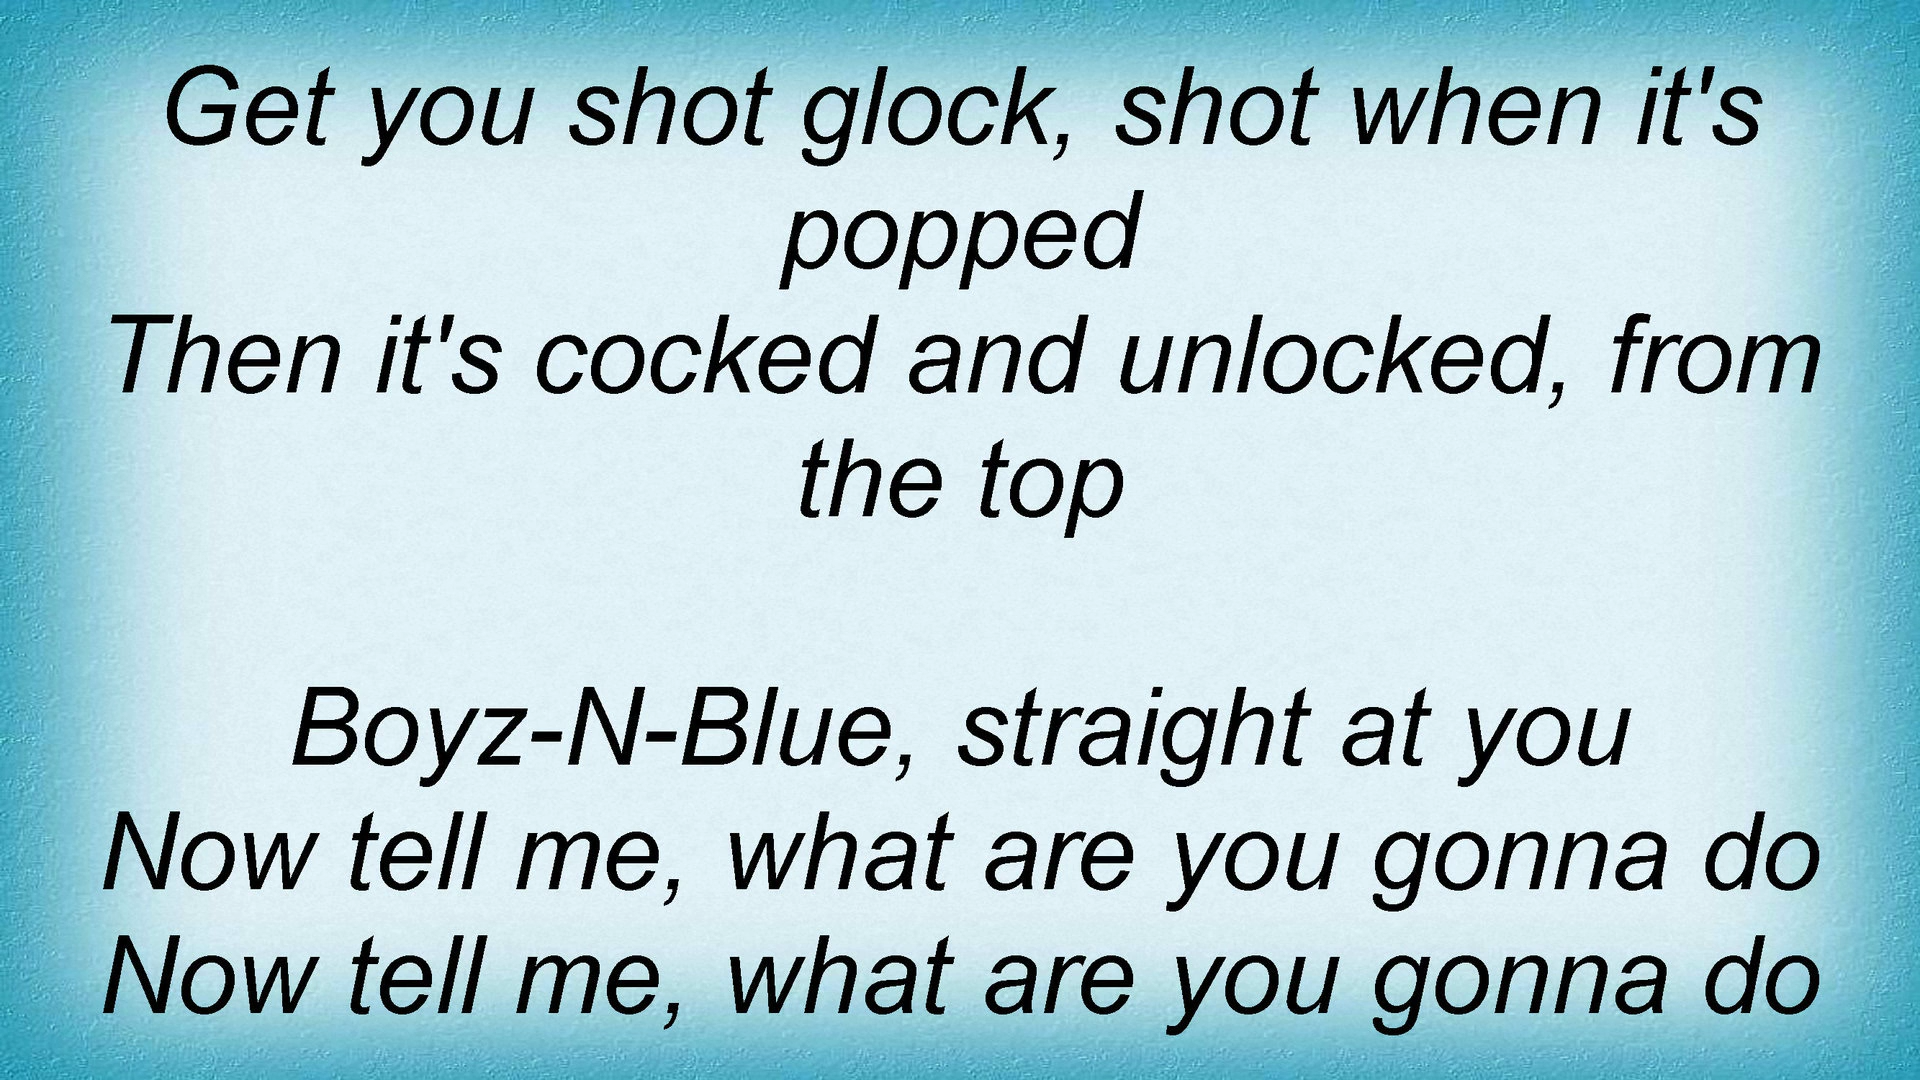 Get you shot glock, shot when it's
popped
Then it's cocked and unlocked, from
the top
Boyz-N-Blue, straight at you
Now tell me, what are you gonna do
Now tell me, what are you gonna do